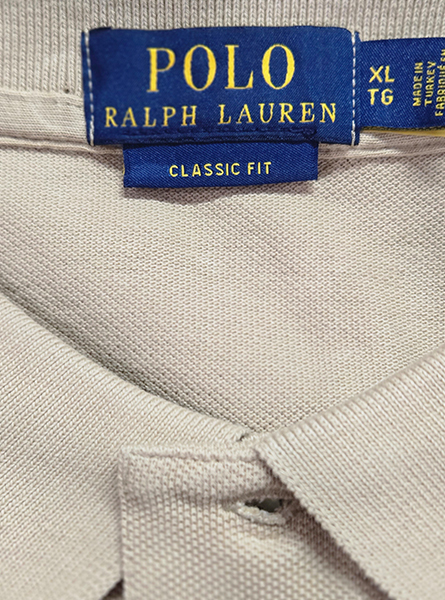 POLO
RALPH LAUREN
CLASSIC FIT
XL
TG
MADE IN
TURKEY